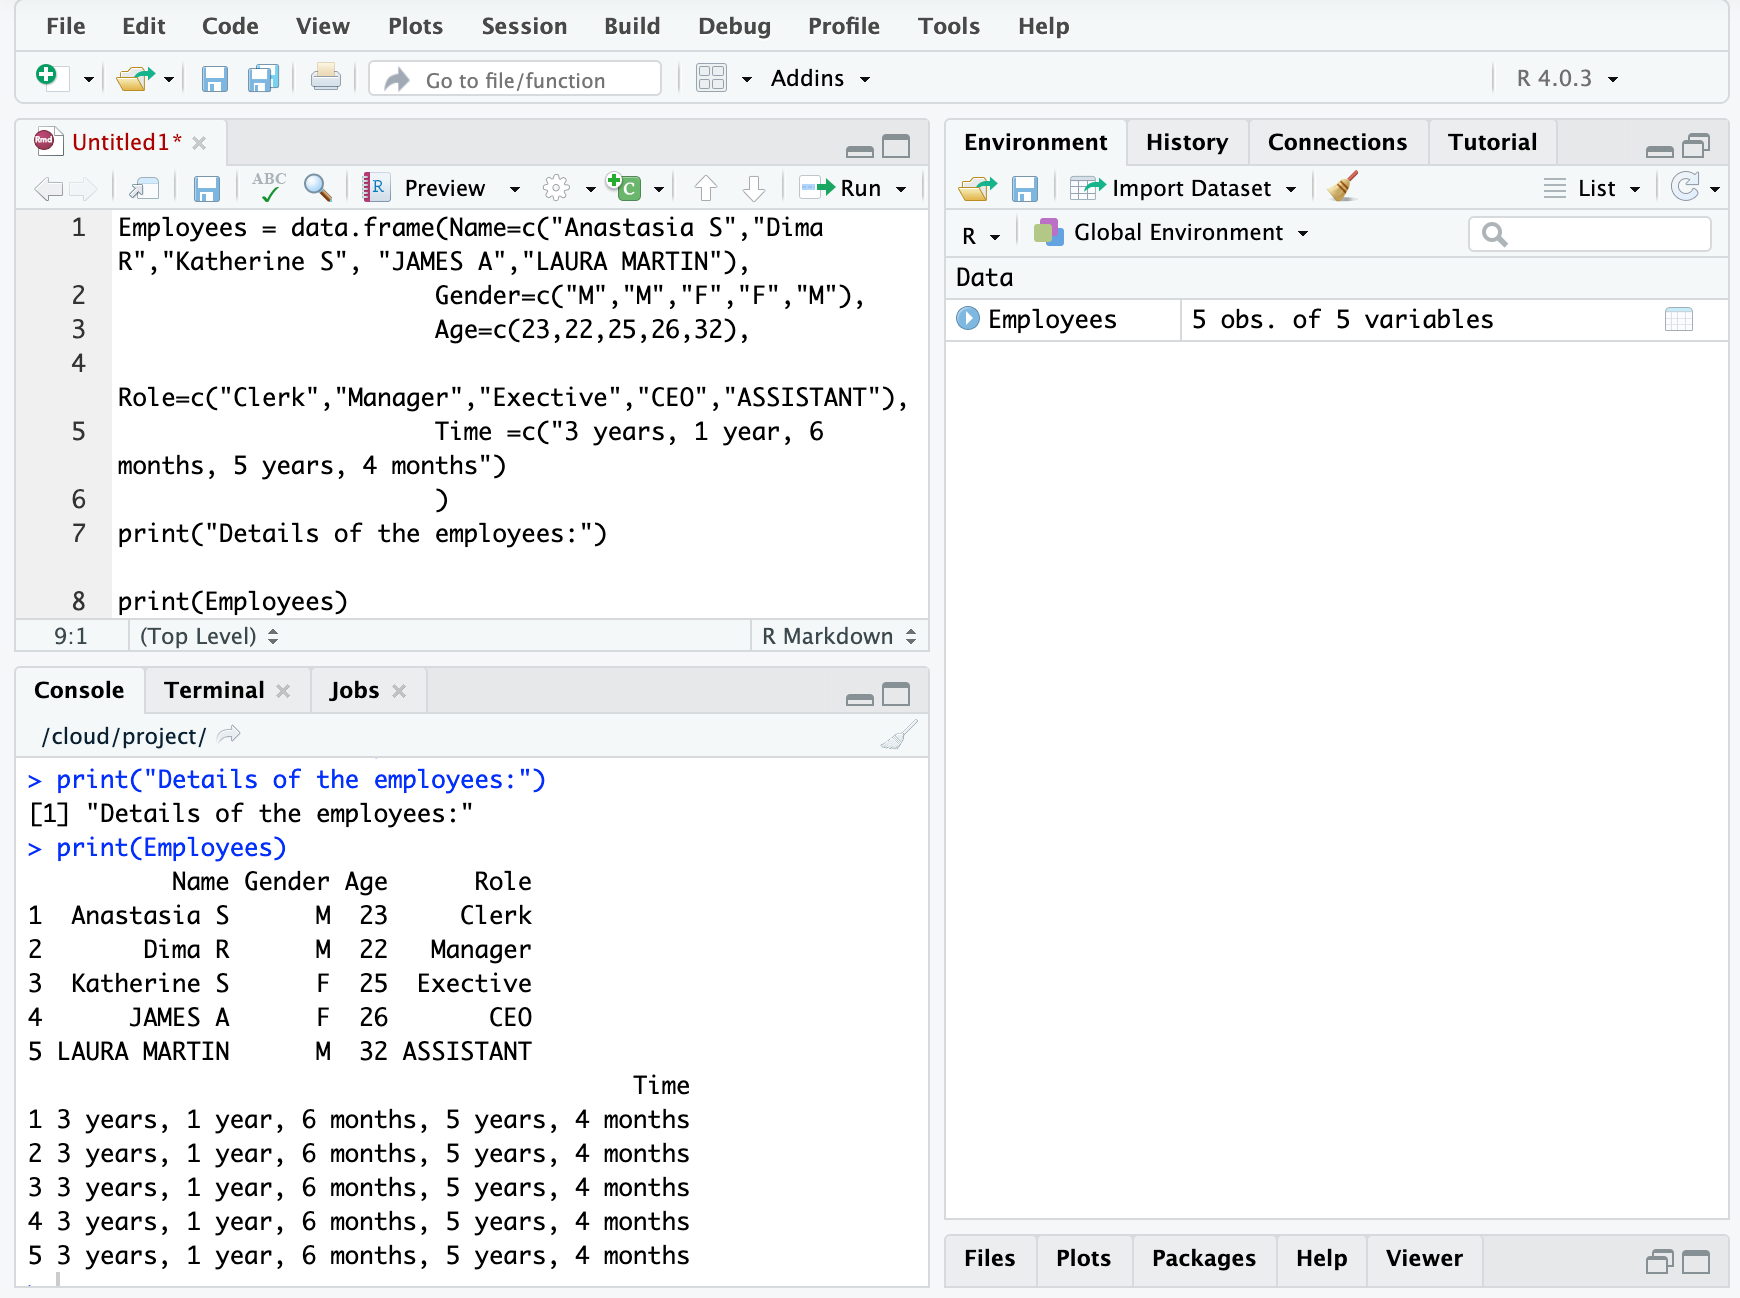 File Edit Code View Plots Session Build Debug Profile Tools Help
Go to file/function Addins R 4.0.3
Rmd Untitled1*
ABC R Preview C Run
1 Employees = data.frame(Name=c("Anastasia S","Dima
R","Katherine S", "JAMES A","LAURA MARTIN"),
2 Gender=c("M","M","F","F","M"),
3 Age=c(23,22,25,26,32),
4
Role=c("Clerk","Manager","Exective","CEO","ASSISTANT"),
5 Time =c("3 years, 1 year, 6
months, 5 years, 4 months")
6 )
7 print("Details of the employees:")
8 print(Employees)
9:1 (Top Level) R Markdown
Console Terminal Jobs
/cloud/project/
> print("Details of the employees:")
[1] "Details of the employees:"
> print(Employees)
Name Gender Age Role
1 Anastasia S M 23 Clerk
2 Dima R M 22 Manager
3 Katherine S F 25 Exective
4 JAMES A F 26 CEO
5 LAURA MARTIN M 32 ASSISTANT
Time
1 3 years, 1 year, 6 months, 5 years, 4 months
2 3 years, 1 year, 6 months, 5 years, 4 months
3 3 years, 1 year, 6 months, 5 years, 4 months
4 3 years, 1 year, 6 months, 5 years, 4 months
5 3 years, 1 year, 6 months, 5 years, 4 months
Environment History Connections Tutorial
Import Dataset List
R Global Environment
Data
Employees 5 obs. of 5 variables
Files Plots Packages Help Viewer